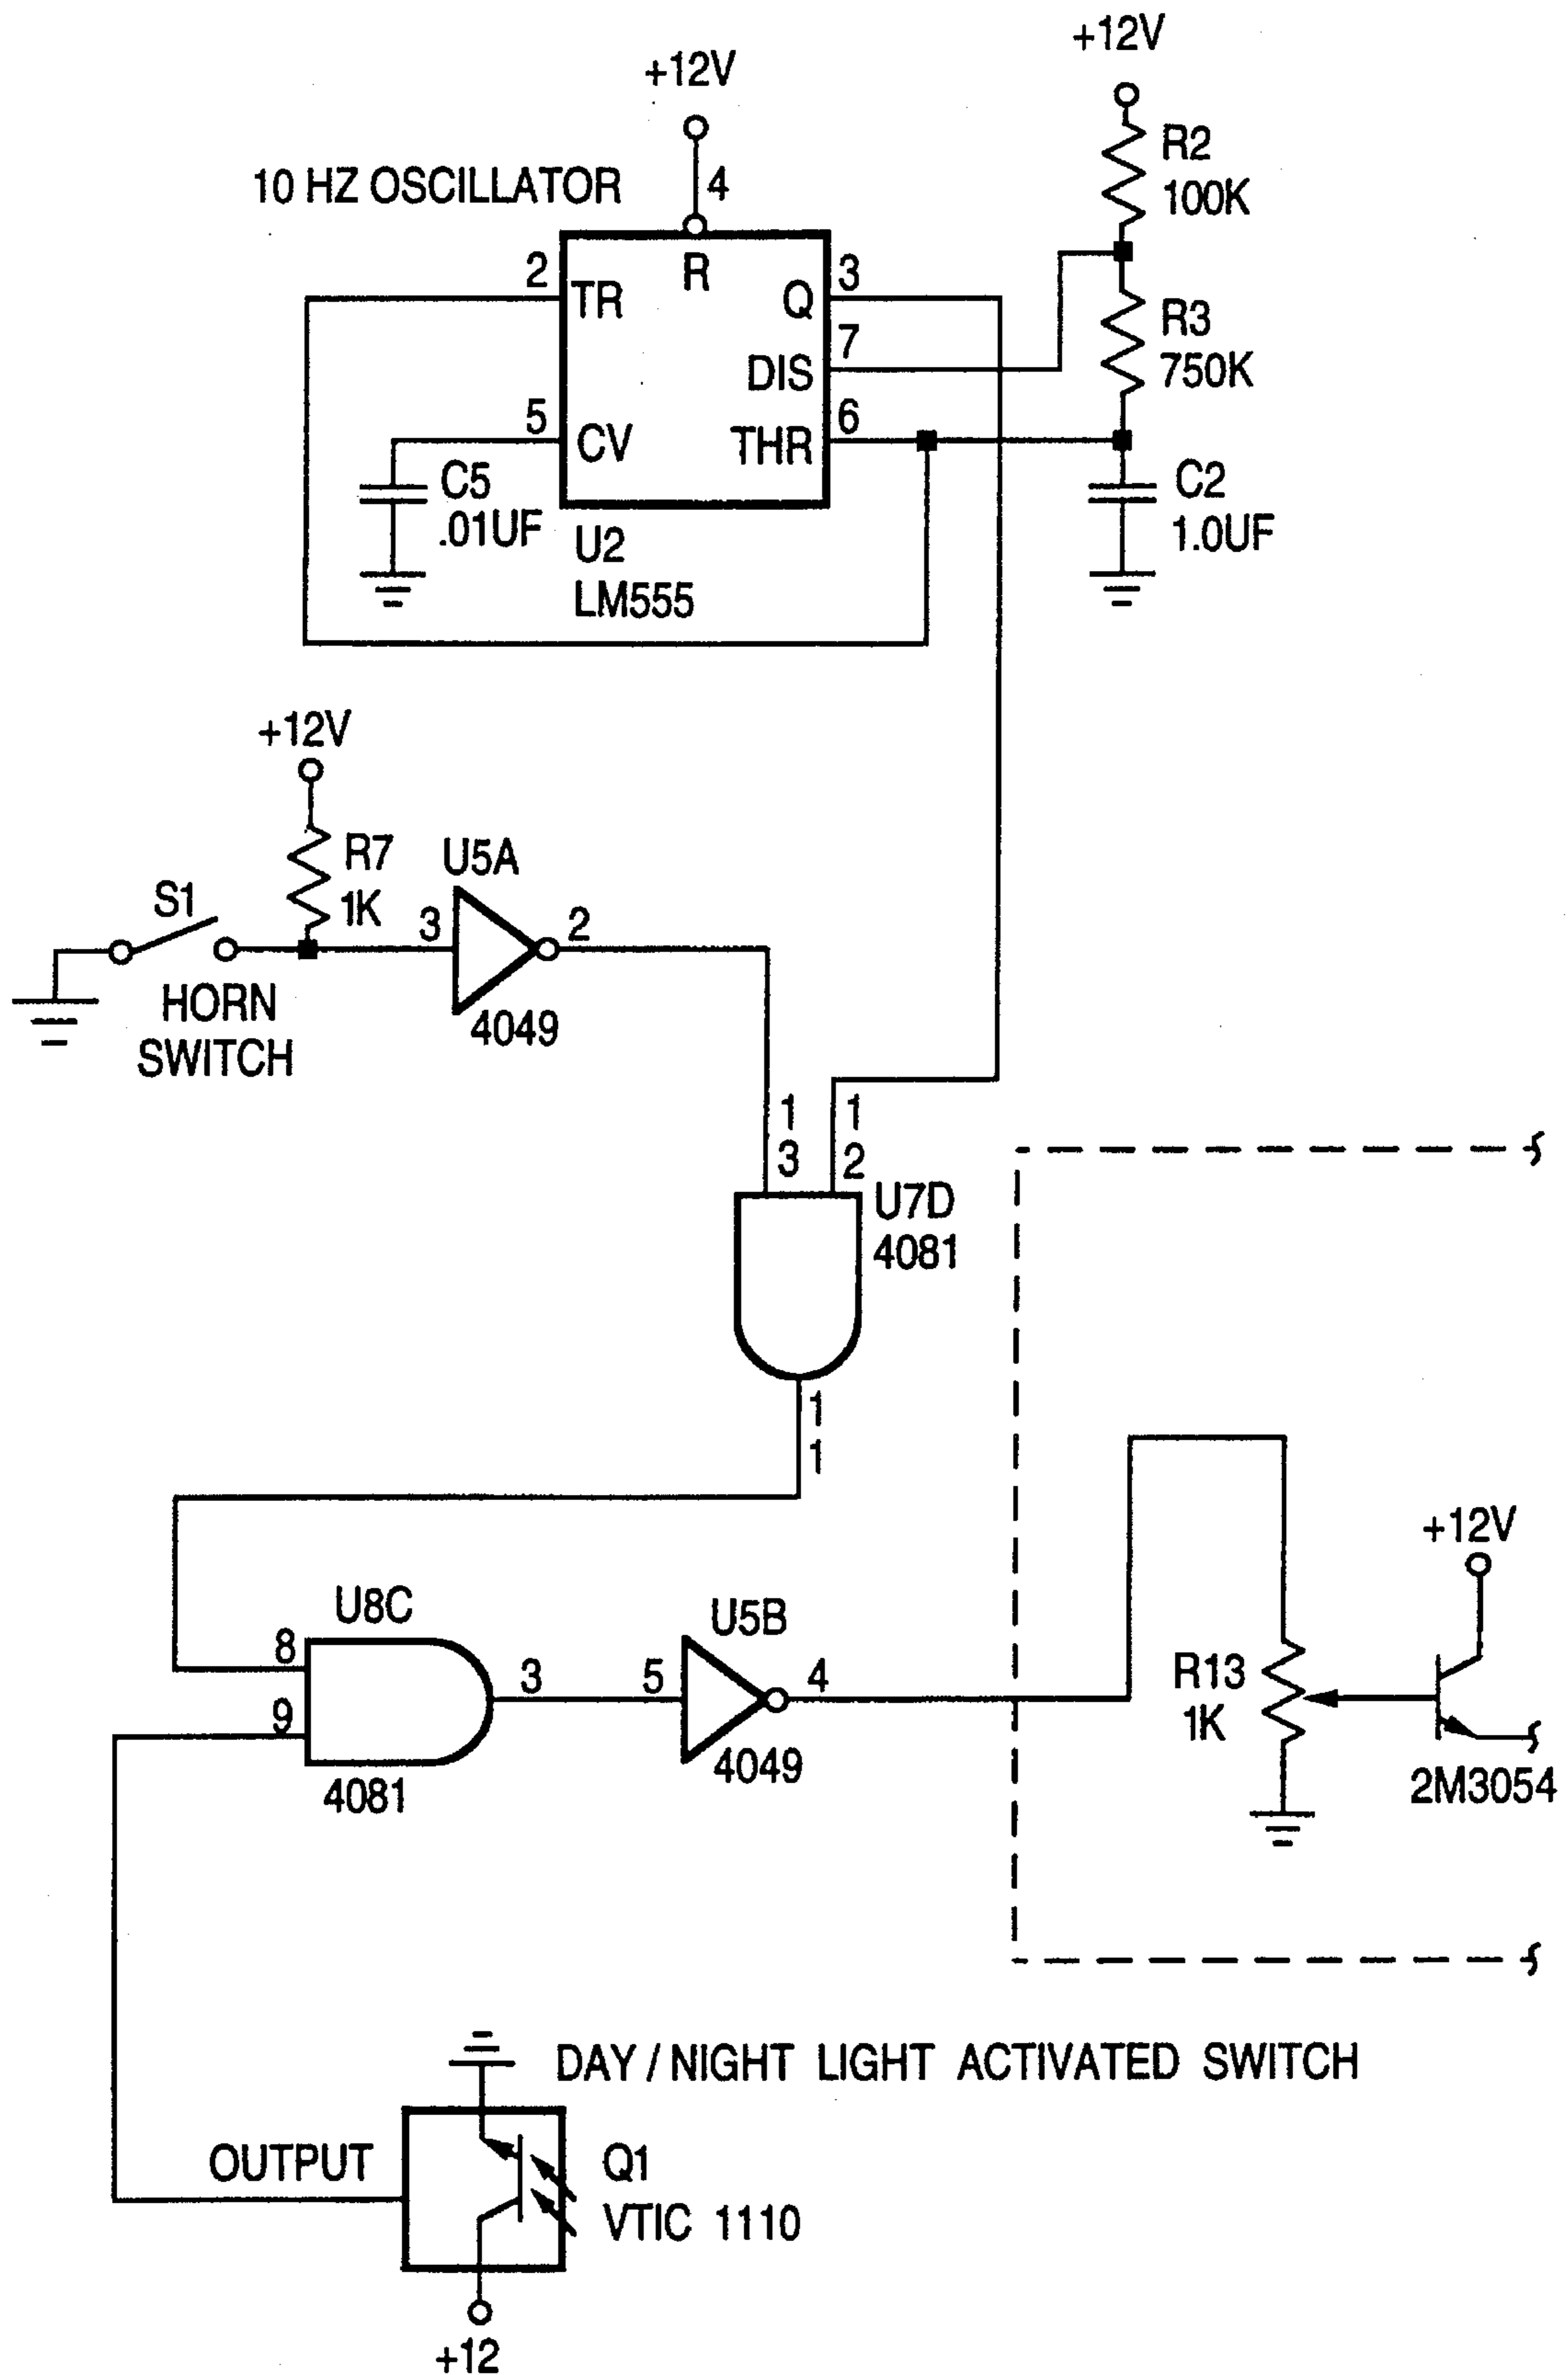 +12V
+12V
10 HZ OSCILLATOR
4
R2
100K
2
TR
R
Q
3
7
DIS
R3
750K
5
CV
THR
6
C5
.01UF
U2
LM555
C2
1.0UF
+12V
R7
1K
U5A
S1
3
2
HORN
SWITCH
4049
1
3
1
2
U7D
4081
1
1
+12V
U8C
8
9
3
4081
U5B
5
4
4049
R13
1K
2M3054
DAY / NIGHT LIGHT ACTIVATED SWITCH
OUTPUT
Q1
VTIC 1110
+12